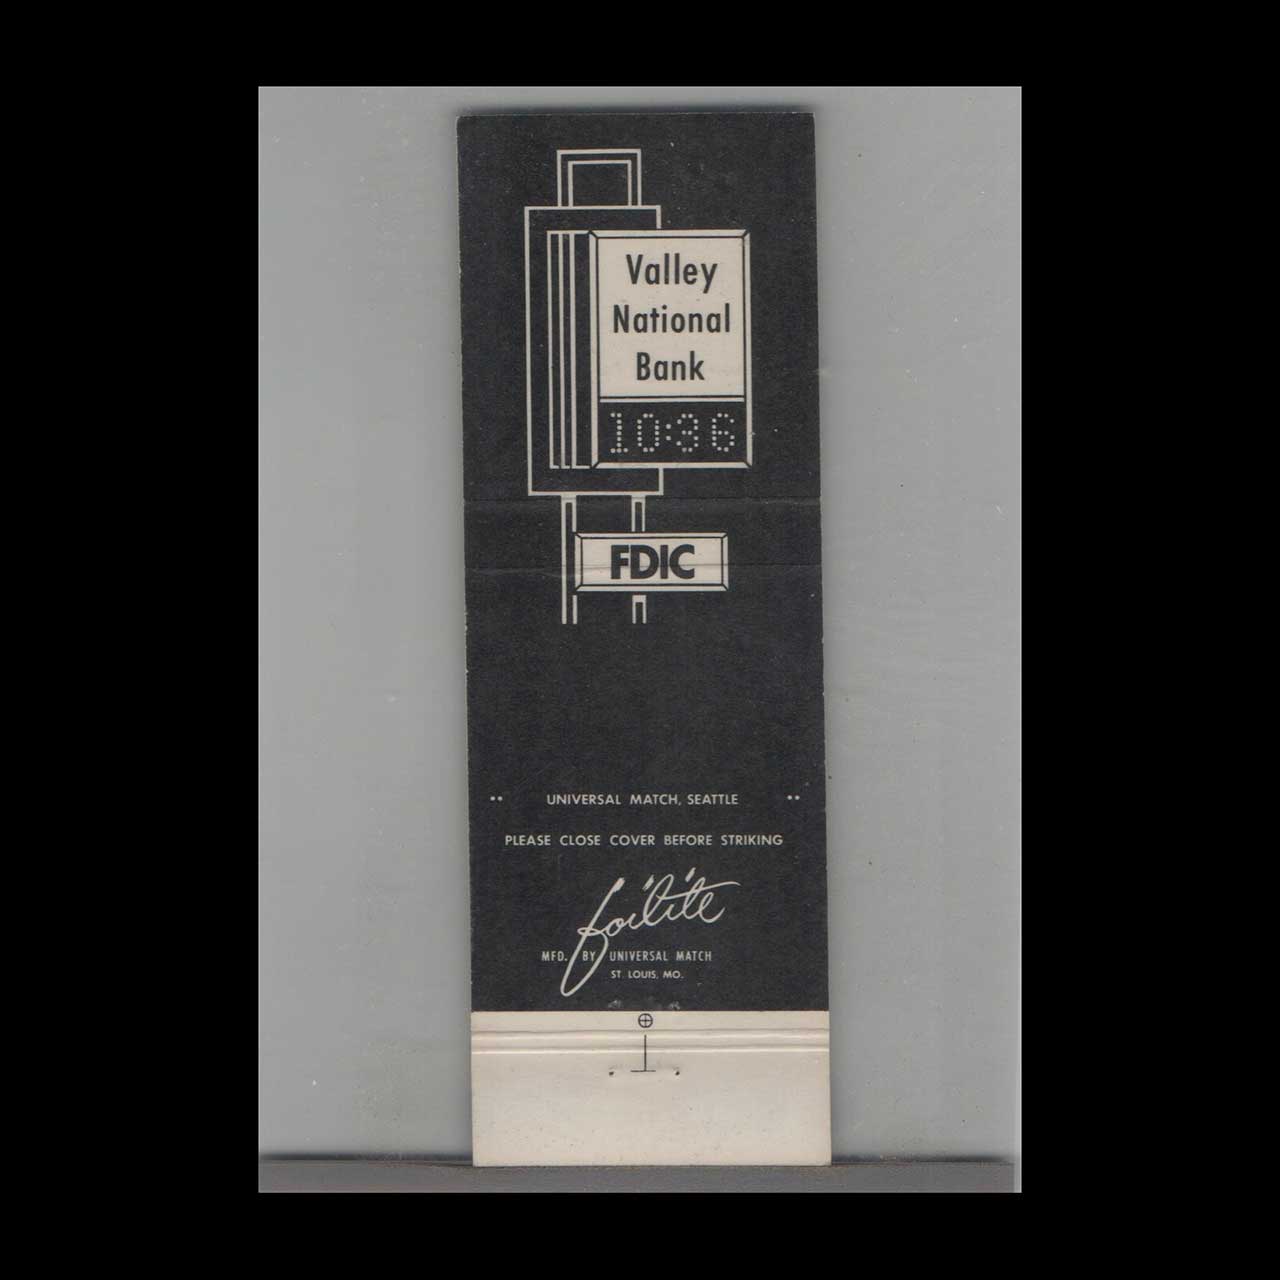 Valley
National
Bank
10:36
FDIC
UNIVERSAL MATCH, SEATTLE
PLEASE CLOSE COVER BEFORE STRIKING
foilite
MFD. BY UNIVERSAL MATCH
ST. LOUIS, MO.